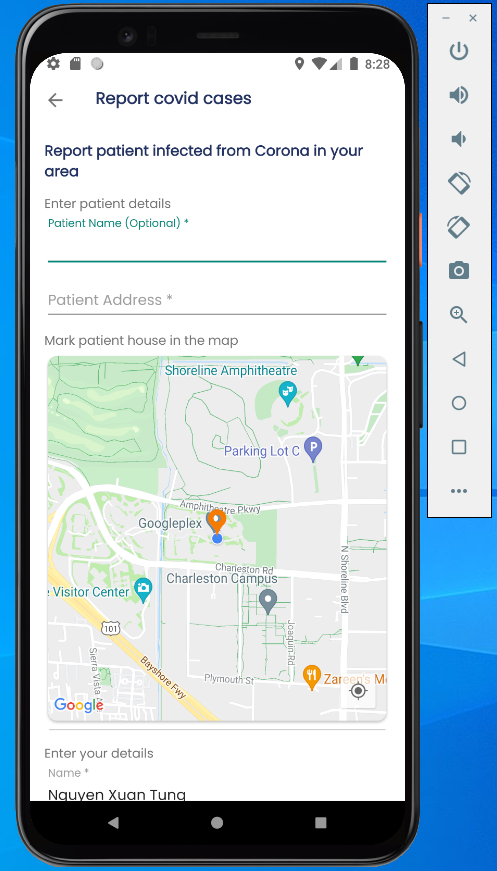 8:28
Report covid cases
Report patient infected from Corona in your
area
Enter patient details
Patient Name (Optional) *
Patient Address *
Mark patient house in the map
Shoreline Amphitheatre
Parking Lot C
P
Amphitheatre Pkwy
Googleplex
Charleston Rd
Charleston Campus
N Shoreline Blvd
e Visitor Center
101
Joaquin Rd
Sierra Vista A
Bayshore Fwy
Plymouth St
Zareen's Me
Google
Enter your details
Name *
Nguyen Xuan Tung